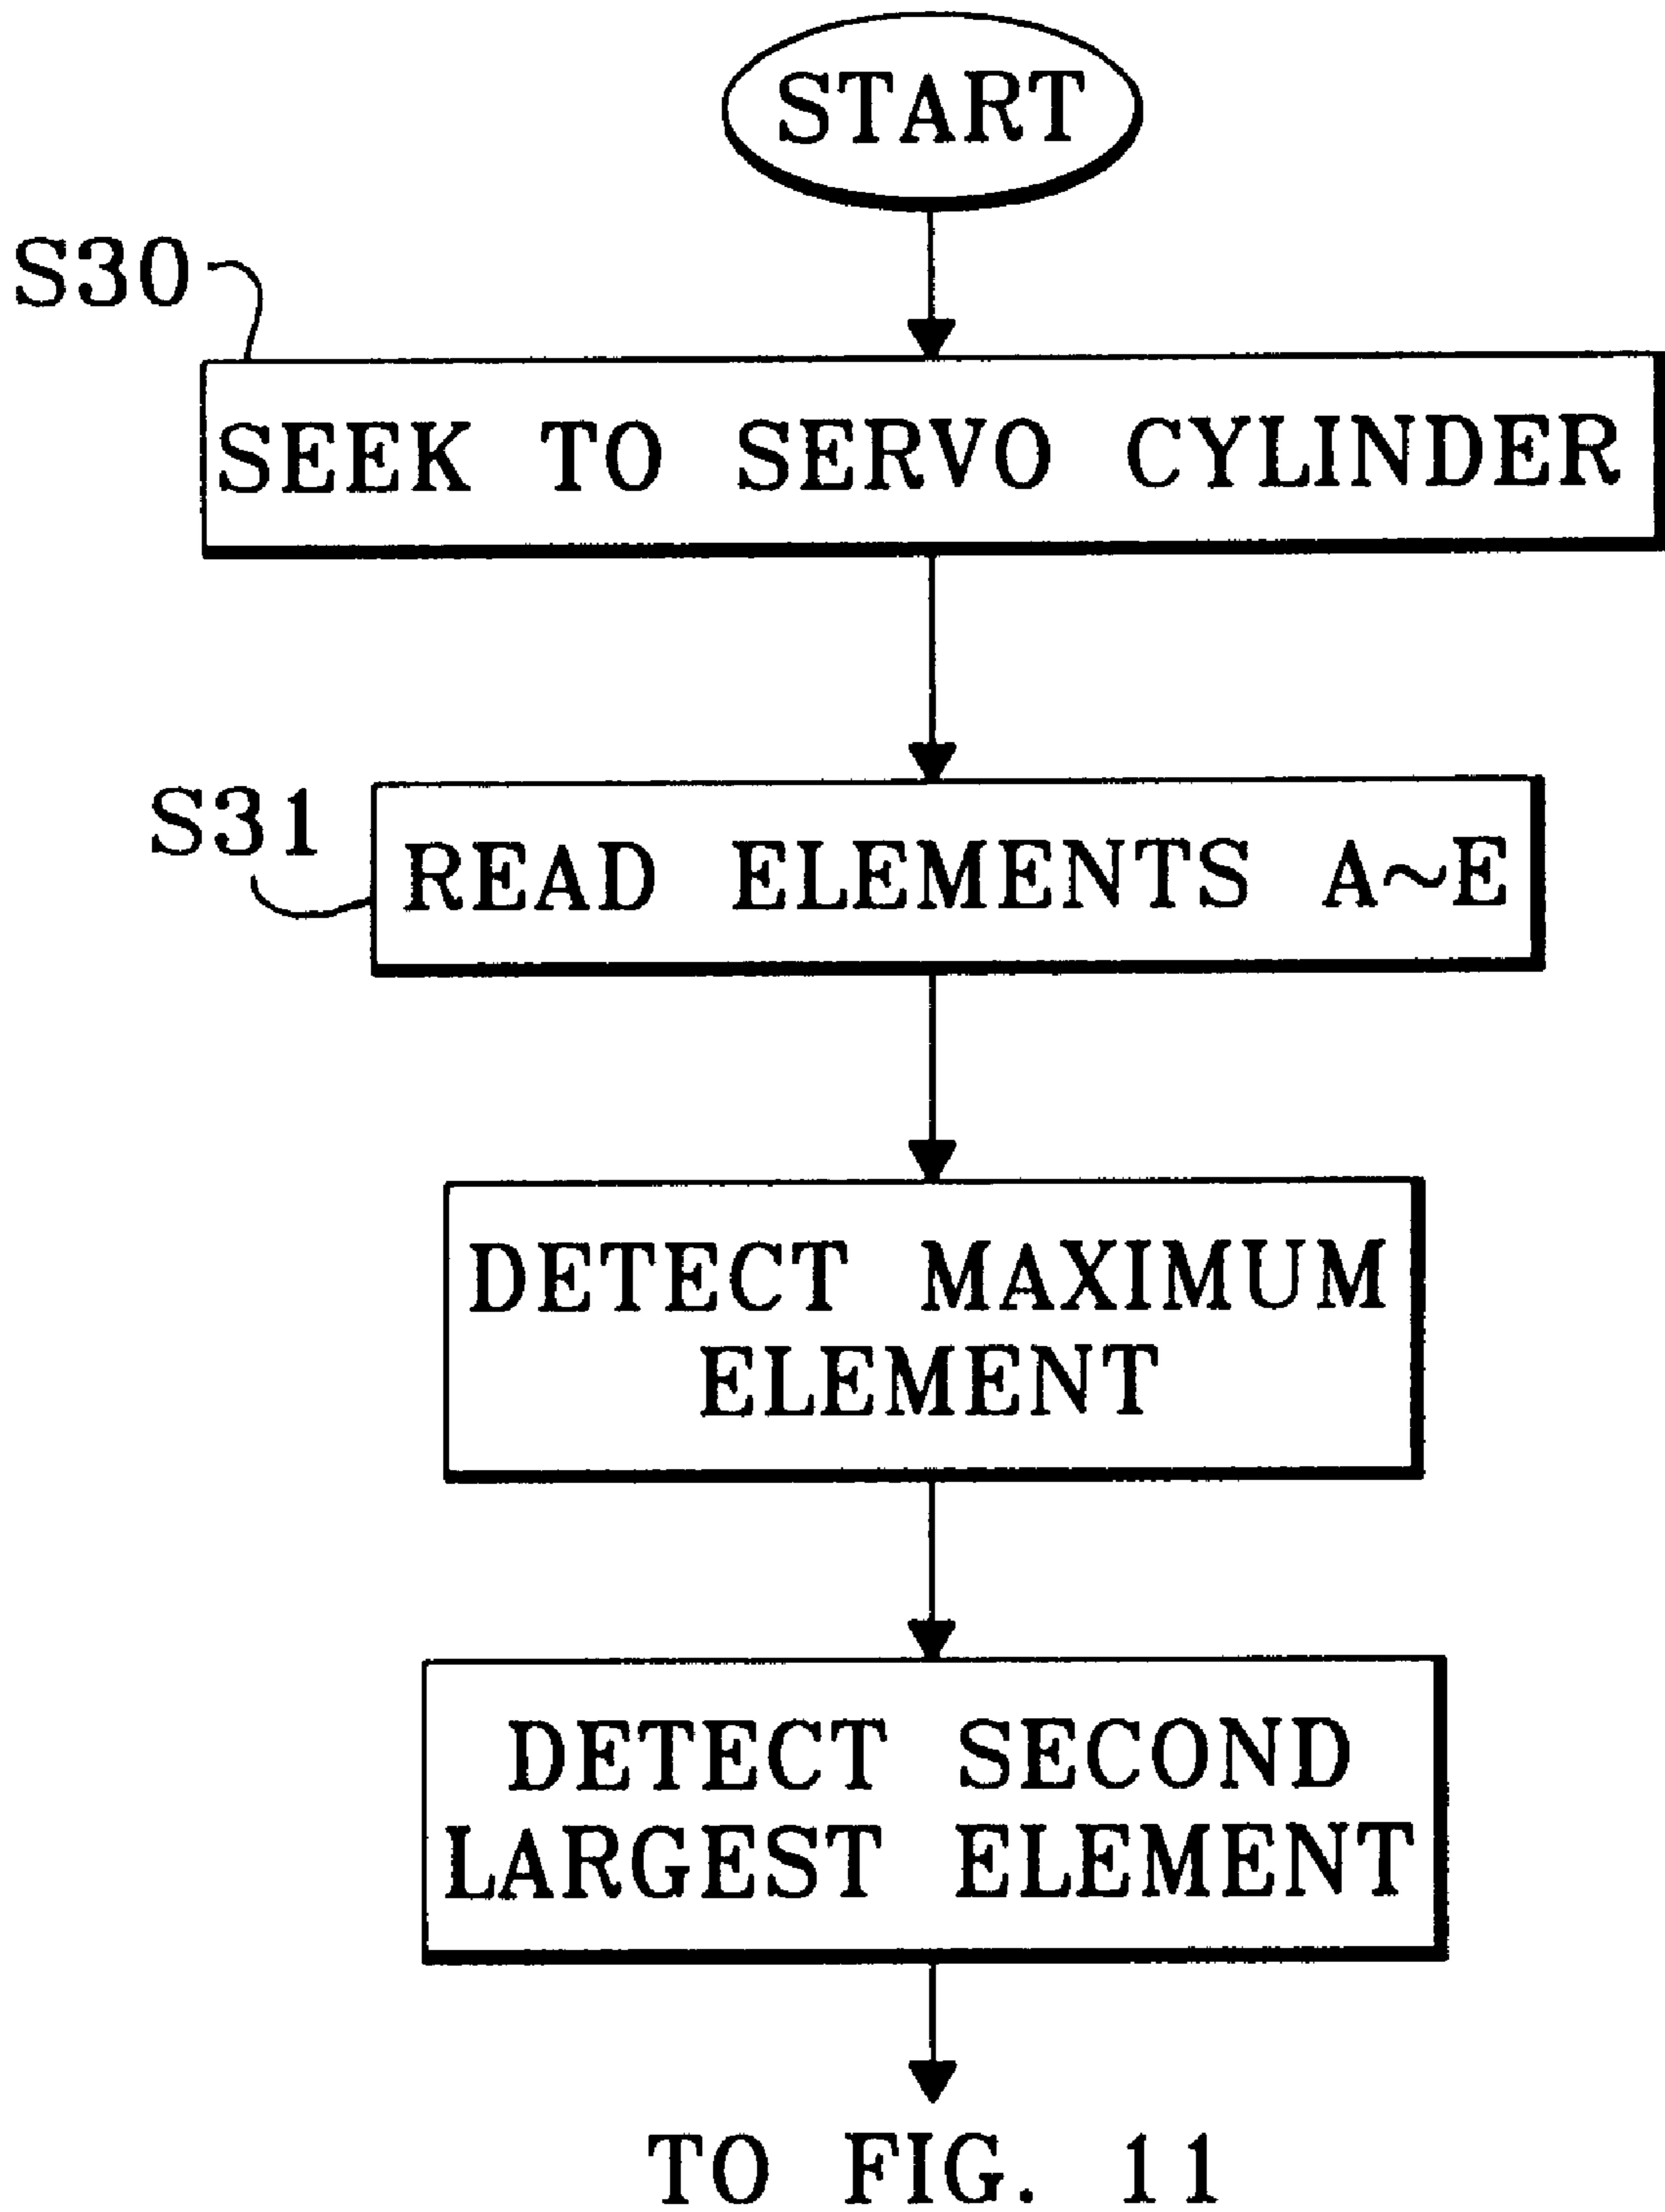 START
S30
SEEK TO SERVO CYLINDER
S31
READ ELEMENTS A~E
DETECT MAXIMUM
ELEMENT
DETECT SECOND
LARGEST ELEMENT
TO FIG. 11